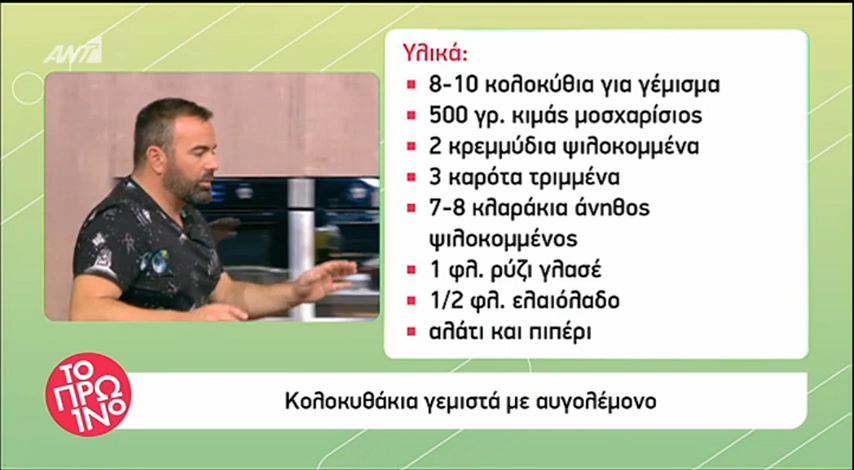 ΑΝΤ1
Υλικά:
8-10 κολοκύθια για γέμισμα
500 γρ. κιμάς μοσχαρίσιος
2 κρεμμύδια ψιλοκομμένα
3 καρότα τριμμένα
7-8 κλαράκια άνηθος
ψιλοκομμένος
1 φλ. ρύζι γλασέ
1/2 φλ. ελαιόλαδο
αλάτι και πιπέρι
ΤΟ
ΠΡΩ
ΙΝΟ
Κολοκυθάκια γεμιστά με αυγολέμονο